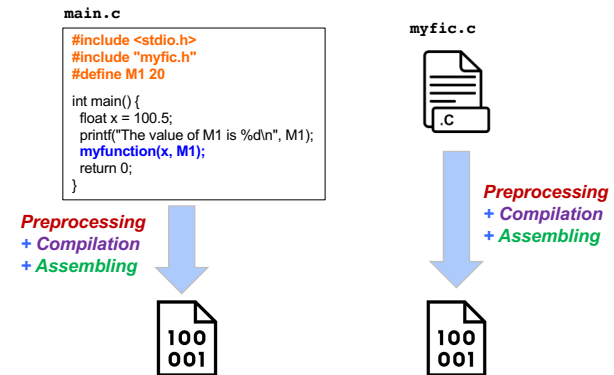 main.c
#include <stdio.h>
#include "myfic.h"
#define M1 20
int main() {
float x = 100.5;
printf("The value of M1 is %d\n", M1);
myfunction(x, M1);
return 0;
}
Preprocessing
+ Compilation
+ Assembling
100
001
myfic.c
.C
Preprocessing
+ Compilation
+ Assembling
100
001